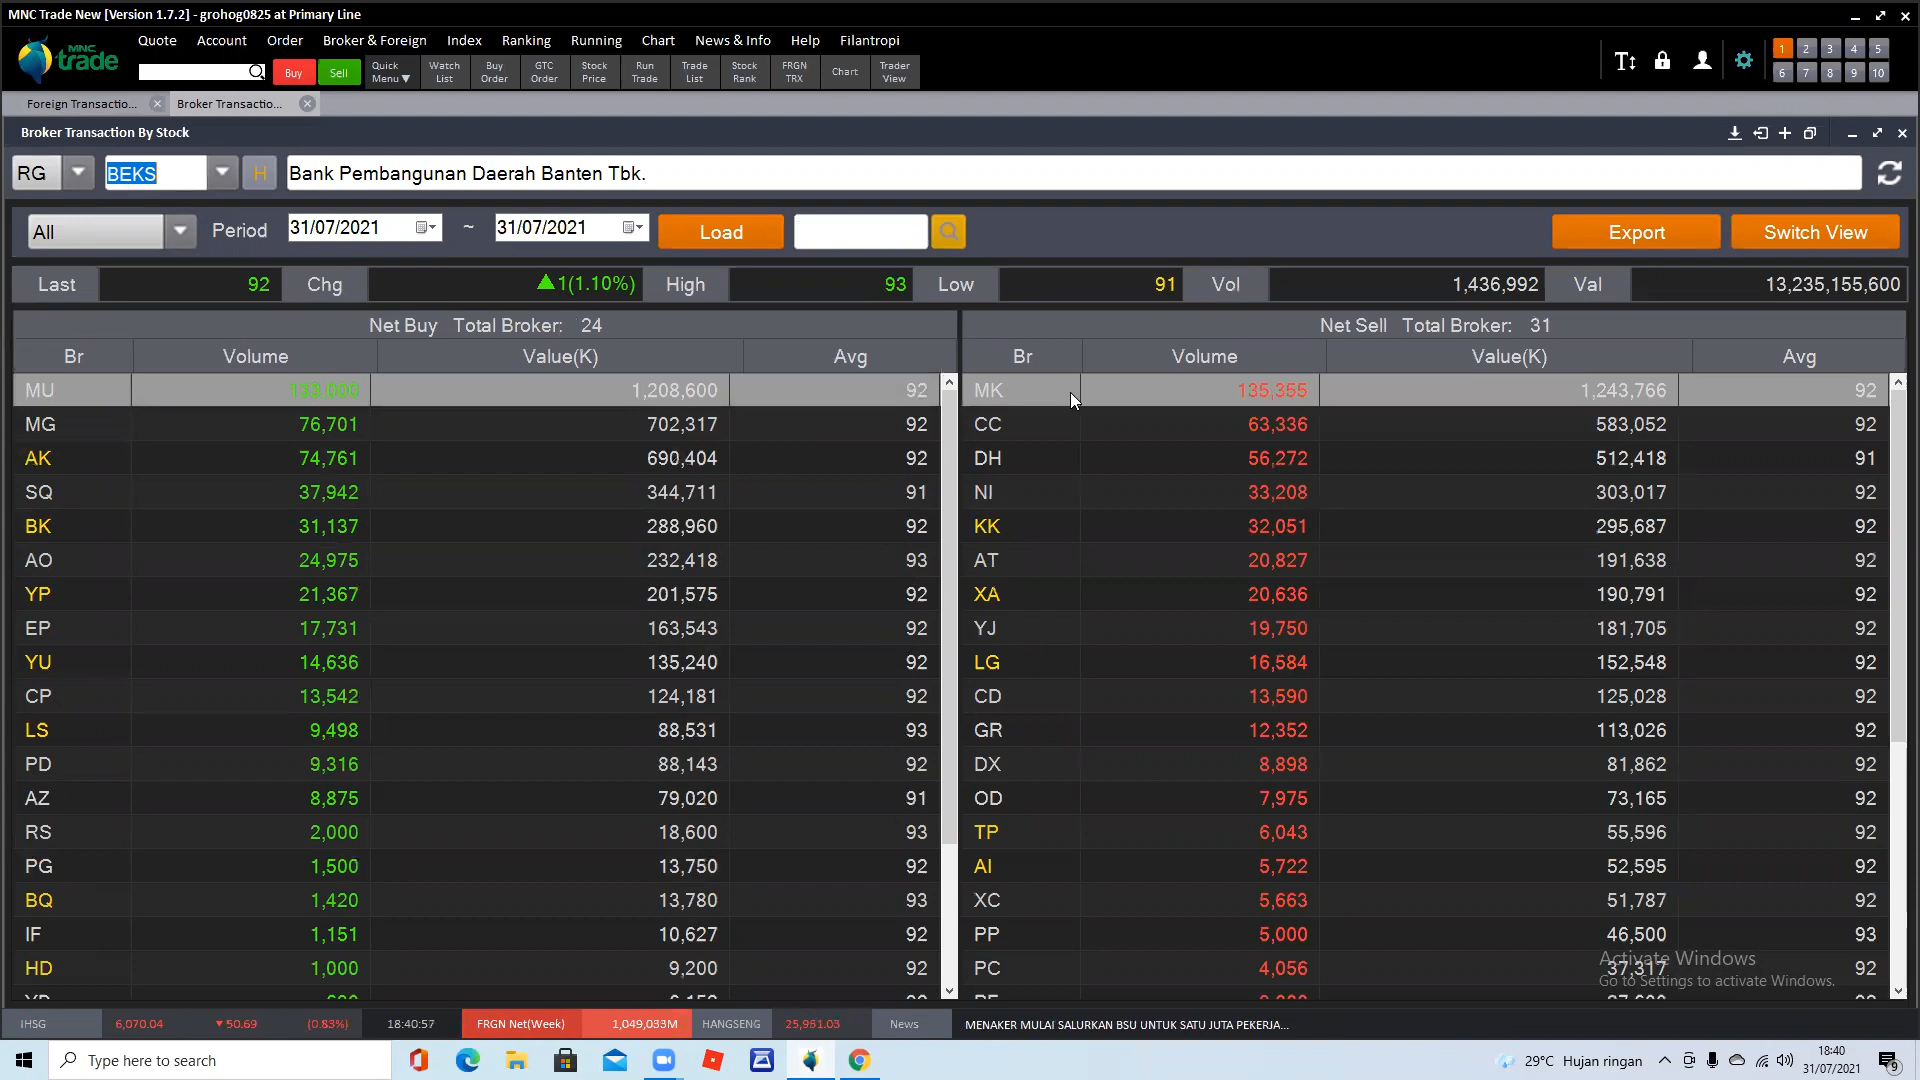 MNC Trade New [Version 1.7.2] - grohog0825 at Primary Line
MNC trade
Quote Account Order Broker & Foreign Index Ranking Running Chart News & Info Help Filantropi
Buy Sell Quick Menu▼ Watch List Buy Order GTC Order Stock Price Run Trade Trade List Stock Rank FRGN TRX Chart Trader View
1 2 3 4 5
6 7 8 9 10
Foreign Transactio... Broker Transactio...
Broker Transaction By Stock
RG BEKS H Bank Pembangunan Daerah Banten Tbk.
All Period 31/07/2021 ~ 31/07/2021 Load Export Switch View
Last 92 Chg ▲1(1.10%) High 93 Low 91 Vol 1,436,992 Val 13,235,155,600
Net Buy Total Broker: 24 Net Sell Total Broker: 31
Br Volume Value(K) Avg Br Volume Value(K) Avg
MU 133,000 1,208,600 92 MK 135,355 1,243,766 92
MG 76,701 702,317 92 CC 63,336 583,052 92
AK 74,761 690,404 92 DH 56,272 512,418 91
SQ 37,942 344,711 91 NI 33,208 303,017 92
BK 31,137 288,960 92 KK 32,051 295,687 92
AO 24,975 232,418 93 AT 20,827 191,638 92
YP 21,367 201,575 92 XA 20,636 190,791 92
EP 17,731 163,543 92 YJ 19,750 181,705 92
YU 14,636 135,240 92 LG 16,584 152,548 92
CP 13,542 124,181 92 CD 13,590 125,028 92
LS 9,498 88,531 93 GR 12,352 113,026 92
PD 9,316 88,143 92 DX 8,898 81,862 92
AZ 8,875 79,020 91 OD 7,975 73,165 92
RS 2,000 18,600 93 TP 6,043 55,596 92
PG 1,500 13,750 92 AI 5,722 52,595 92
BQ 1,420 13,780 93 XC 5,663 51,787 92
IF 1,151 10,627 92 PP 5,000 46,500 93
HD 1,000 9,200 92 PC 4,056 37,317 92
Activate Windows
Go to Settings to activate Windows.
IHSG 6,070.04 ▼50.69 (0.83%) 18:40:57 FRGN Net(Week) 1,049,033M HANGSENG 25,961.03 News MENAKER MULAI SALURKAN BSU UNTUK SATU JUTA PEKERJA...
Type here to search 29°C Hujan ringan 18:40
31/07/2021 9